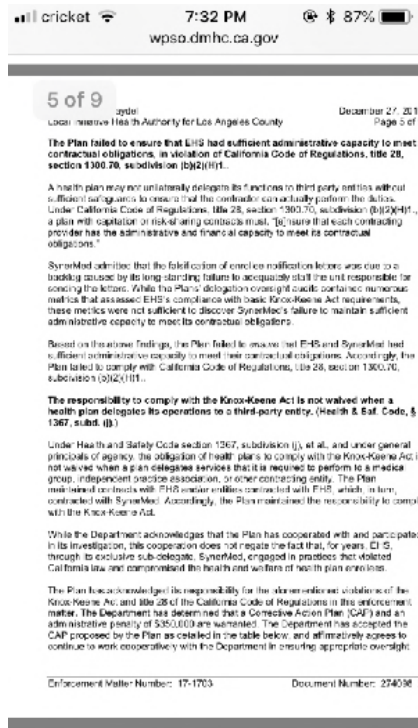 cricket 7:32 PM 87%
wpso.dmhc.ca.gov
5 of 9
aydel December 27, 201
Local Initiative Health Authority for Los Angeles County Page 5 of
The Plan failed to ensure that EHS had sufficient administrative capacity to meet
contractual obligations, in violation of California Code of Regulations, title 28,
section 1300.70, subdivision (b)(2)(H)1..
A health plan may not unilaterally delegate its functions to third party entities without
sufficient safeguards to ensure that the contractor can actually perform the duties.
Under California Code of Regulations, title 28, section 1300.70, subdivision (b)(2)(H)1.,
a plan with capitation or risk-sharing contracts must, "[e]nsure that each contracting
provider has the administrative and financial capacity to meet its contractual
obligations."
SynerMed admitted that the falsification of enrollee notification letters was due to a
backlog caused by its long-standing failure to adequately staff the unit responsible for
sending the letters. While the Plans' delegation oversight audits contained numerous
metrics that assessed EHS's compliance with basic Knox-Keene Act requirements,
these metrics were not sufficient to discover SynerMed's failure to maintain sufficient
administrative capacity to meet its contractual obligations.
Based on the above findings, the Plan failed to ensure that EHS and SynerMed had
sufficient administrative capacity to meet their contractual obligations. Accordingly, the
Plan failed to comply with California Code of Regulations, title 28, section 1300.70,
subdivision (b)(2)(H)1..
The responsibility to comply with the Knox-Keene Act is not waived when a
health plan delegates its operations to a third-party entity. (Health & Saf. Code, §
1367, subd. (j).)
Under Health and Safety Code section 1367, subdivision (j), et al., and under general
principals of agency, the obligation of health plans to comply with the Knox-Keene Act i
not waived when a plan delegates services that it is required to perform to a medica
group, independent practice association, or other contracting entity. The Plan
maintained contracts with EHS and/or entities contracted with EHS, which, in turn,
contracted with SynerMed. Accordingly, the Plan maintained the responsibility to compl
with the Knox-Keene Act.
While the Department acknowledges that the Plan has cooperated with and participate
in its investigation, this cooperation does not negate the fact that, for years, EHS,
through its exclusive sub-delegate, SynerMed, engaged in practices that violated
California law and compromised the health and welfare of health plan enrollees.
The Plan has acknowledged its responsibility for the aforementioned violations of the
Knox-Keene Act and title 28 of the California Code of Regulations in this enforcement
matter. The Department has determined that a Corrective Action Plan (CAP) and an
administrative penalty of $350,000 are warranted. The Department has accepted the
CAP proposed by the Plan as detailed in the table below, and affirmatively agrees to
continue to work cooperatively with the Department in ensuring appropriate oversight
Enforcement Matter Number: 17-1703 Document Number: 274098